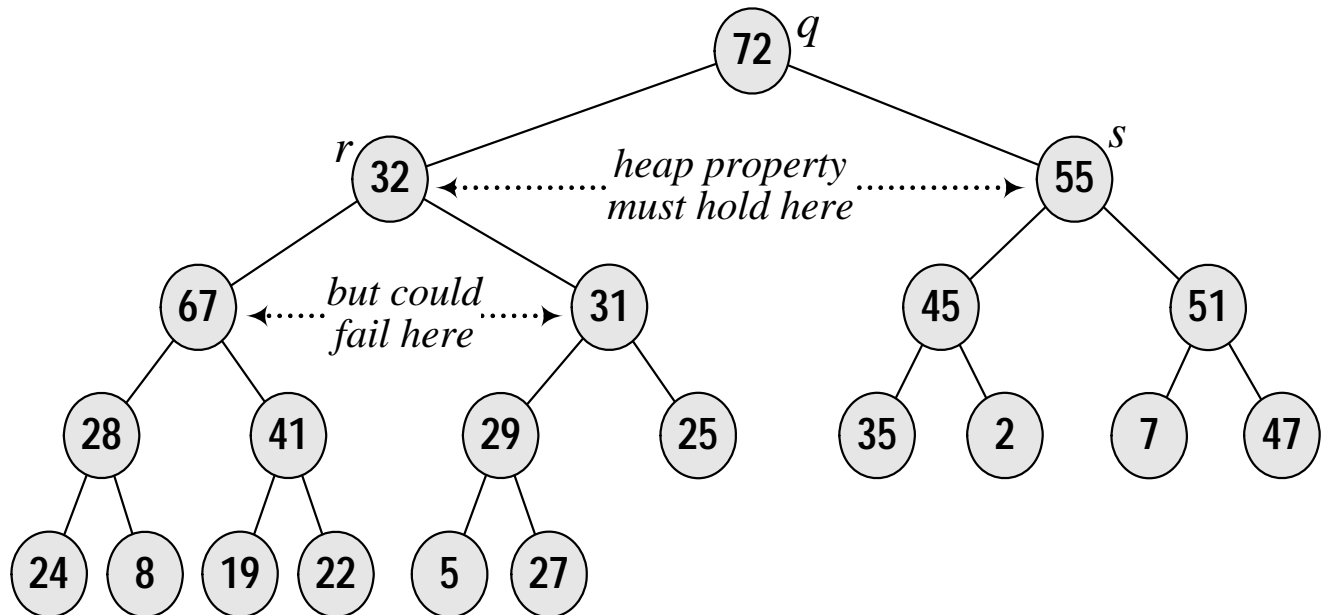 72 q
r 32 heap property 55 s
must hold here
67 but could 31 45 51
fail here
28 41 29 25 35 2 7 47
24 8 19 22 5 27